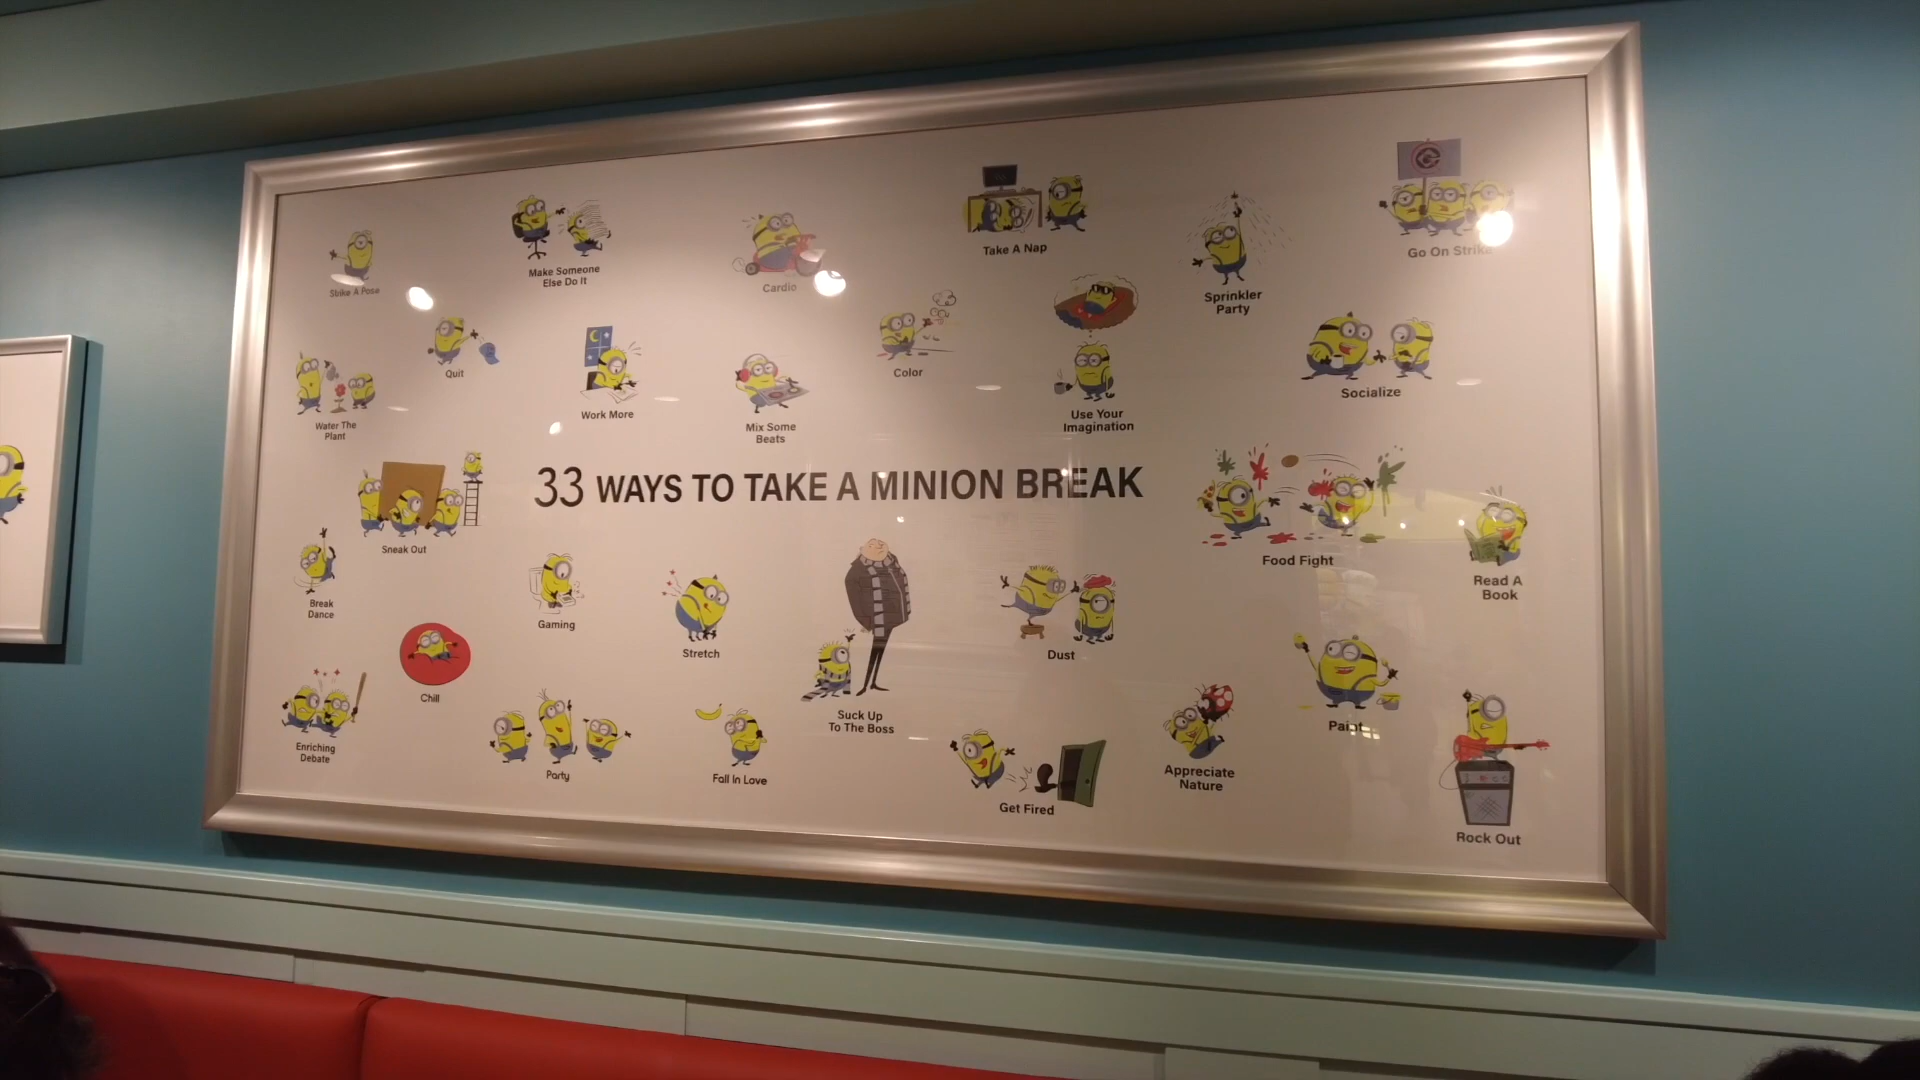 Strike A Pose
Make Someone
Else Do It
Cardio
Take A Nap
Sprinkler
Party
Go On Strike
Water The
Plant
Quit
Work More
Mix Some
Beats
Color
Use Your
Imagination
Socialize
33 WAYS TO TAKE A MINION BREAK
Sneak Out
Food Fight
Read A
Book
Break
Dance
Gaming
Stretch
Dust
Chill
Suck Up
To The Boss
Paint
Enriching
Debate
Party
Fall In Love
Get Fired
Appreciate
Nature
Rock Out